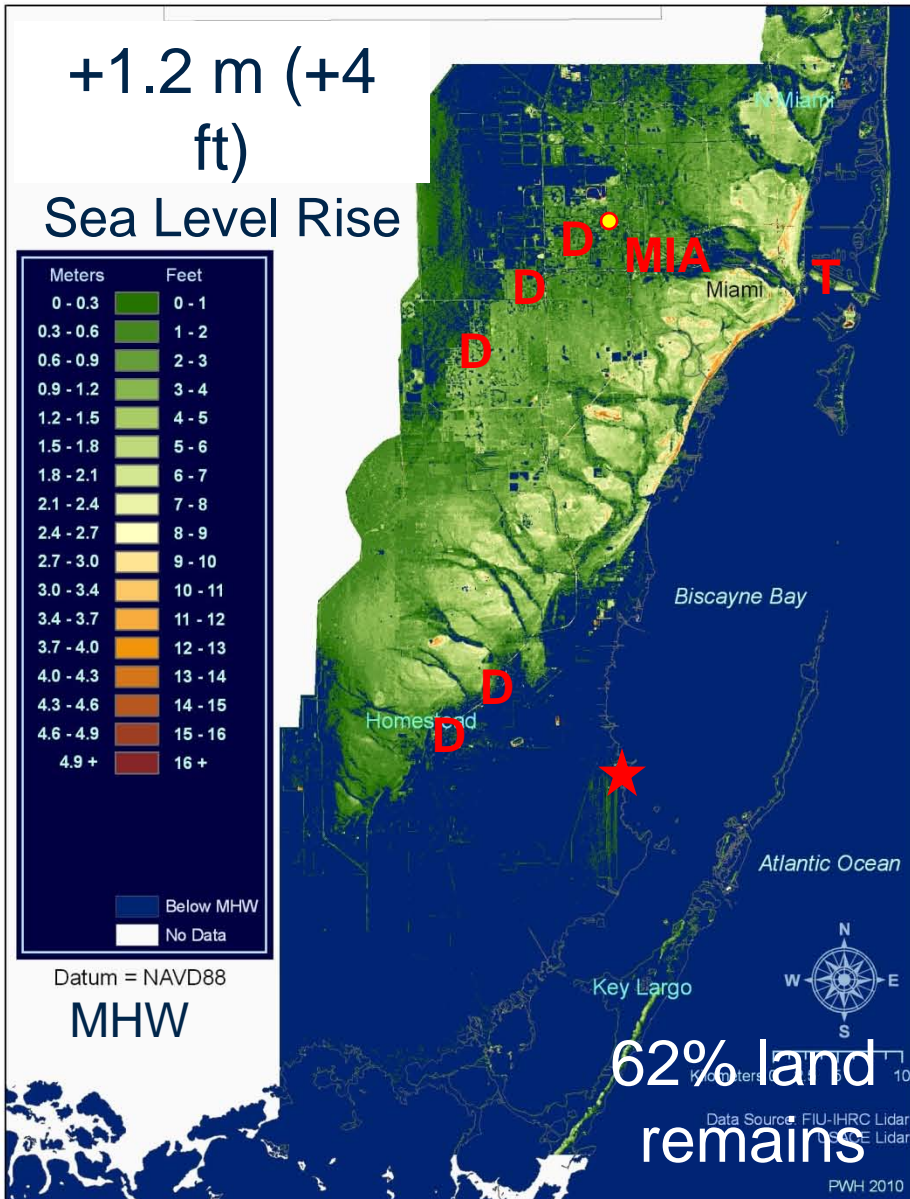 +1.2 m (+4
ft)
Sea Level Rise
Meters Feet
0 - 0.3 0 - 1
0.3 - 0.6 1 - 2
0.6 - 0.9 2 - 3
0.9 - 1.2 3 - 4
1.2 - 1.5 4 - 5
1.5 - 1.8 5 - 6
1.8 - 2.1 6 - 7
2.1 - 2.4 7 - 8
2.4 - 2.7 8 - 9
2.7 - 3.0 9 - 10
3.0 - 3.4 10 - 11
3.4 - 3.7 11 - 12
3.7 - 4.0 12 - 13
4.0 - 4.3 13 - 14
4.3 - 4.6 14 - 15
4.6 - 4.9 15 - 16
4.9 + 16 +
Below MHW
No Data
Datum = NAVD88
MHW
N Miami
D
MIA
T
D
Miami
D
Biscayne Bay
D
Homestead
D
Atlantic Ocean
Key Largo
N
W E
S
62% land
remains
Kilometers 10
Data Source: FIU-IHRC Lidar
USACE Lidar
PWH 2010